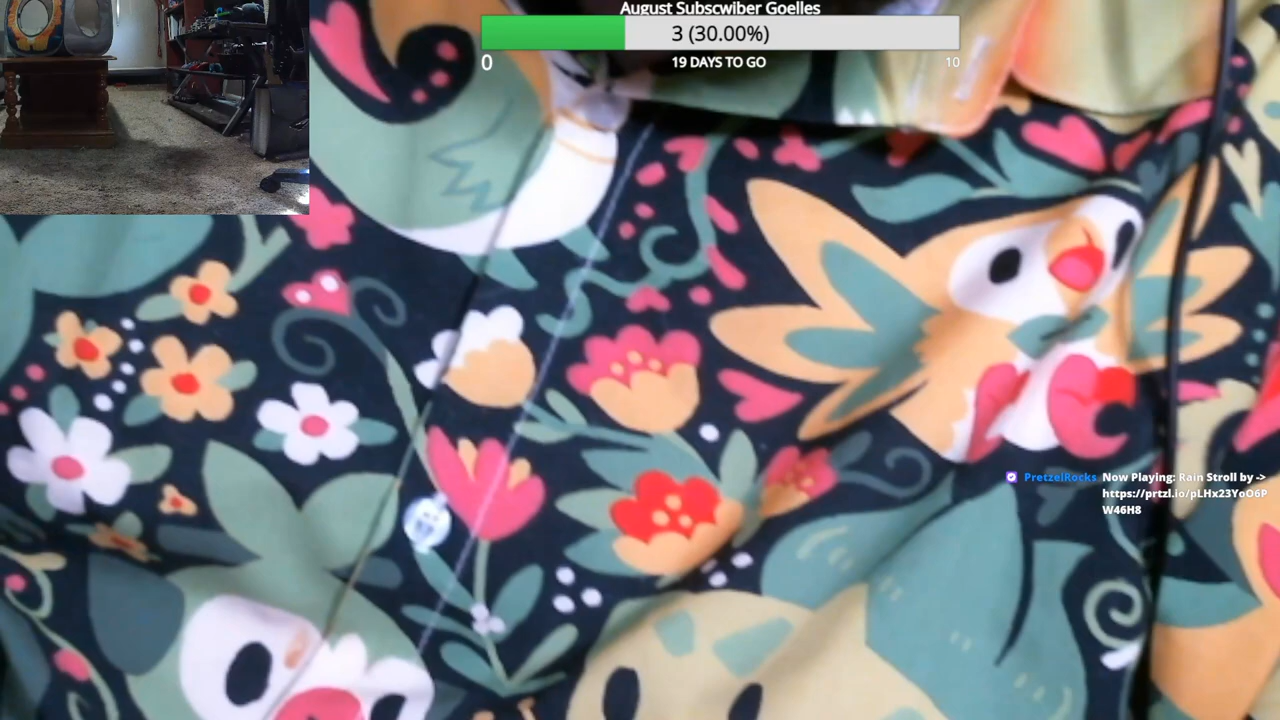 August Subscwiber Goelles
3 (30.00%)
0 19 DAYS TO GO 10
PretzelRocks Now Playing: Rain Stroll by ->
https://prtzl.io/pLHx23YoO6P
W46H8